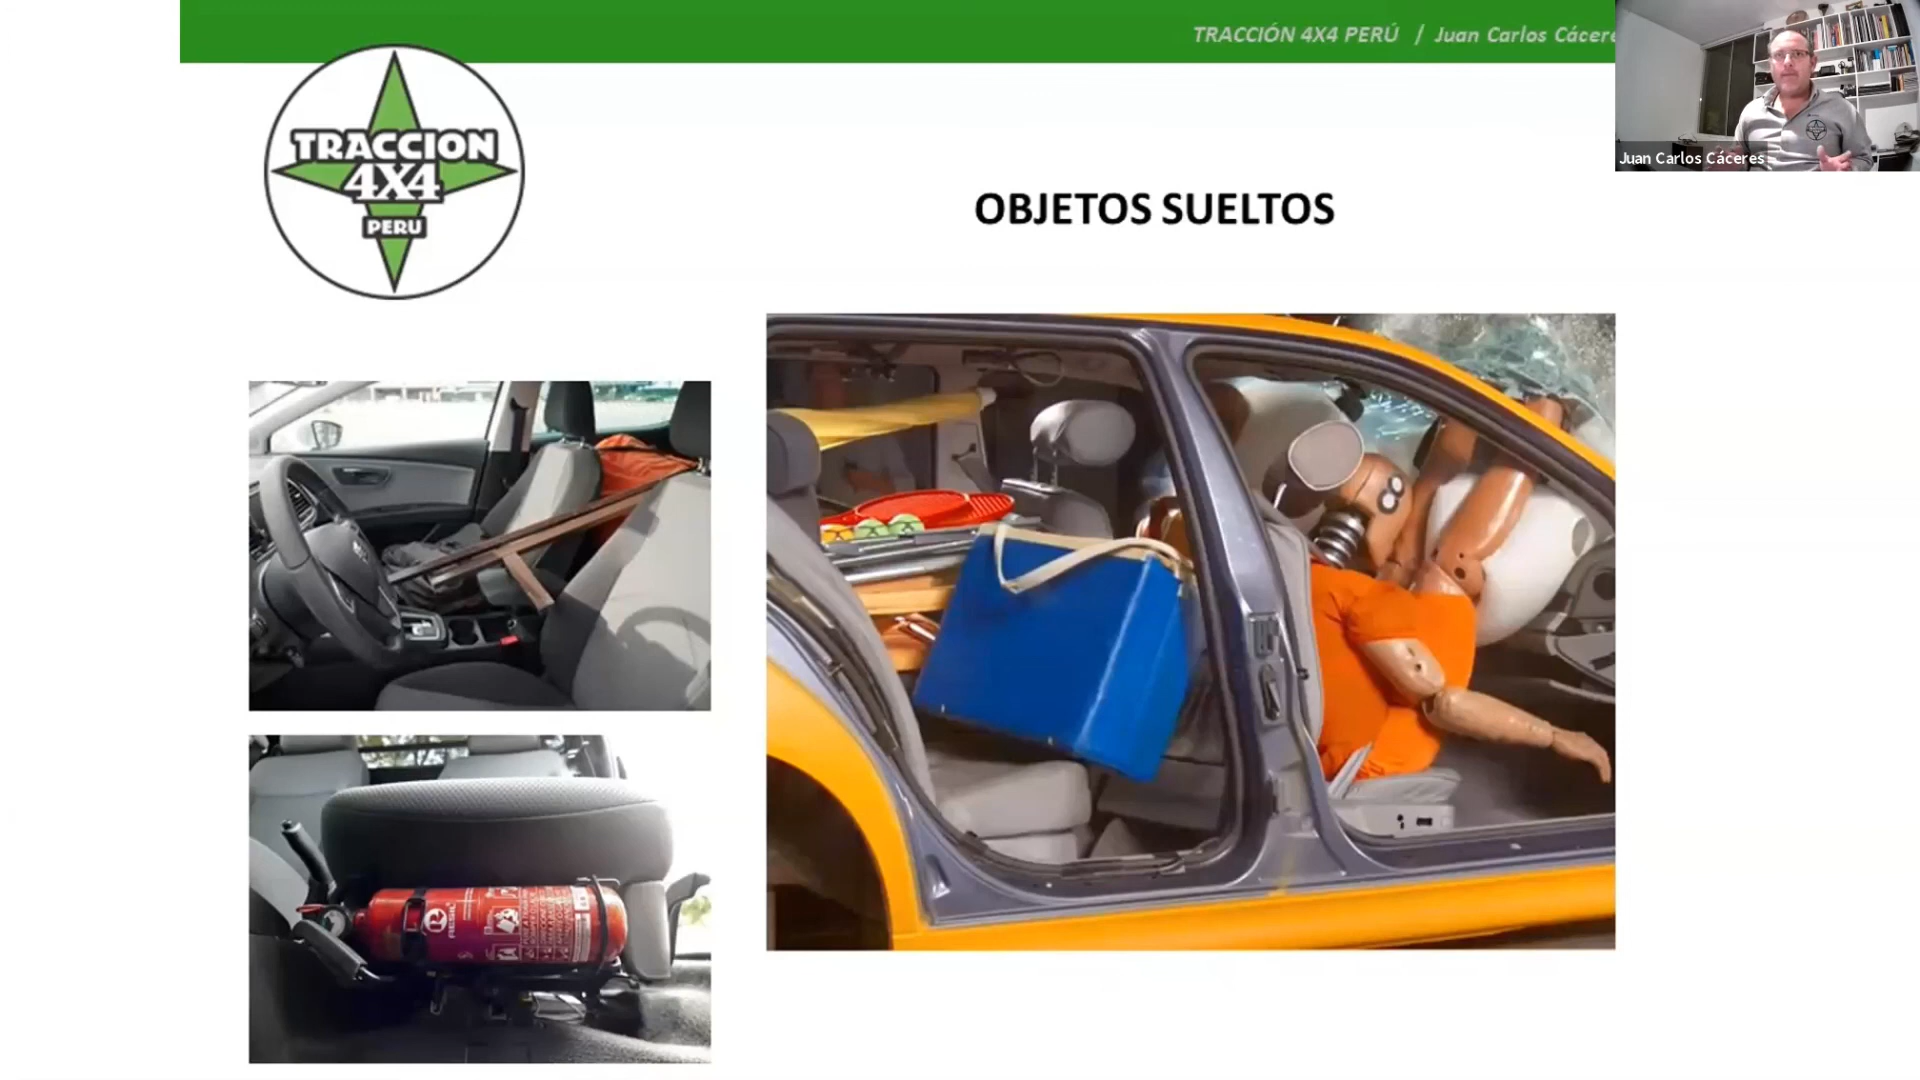 TRACCIÓN 4X4 PERÚ / Juan Carlos Cácere
Juan Carlos Cáceres
TRACCION
4X4
PERU
OBJETOS SUELTOS